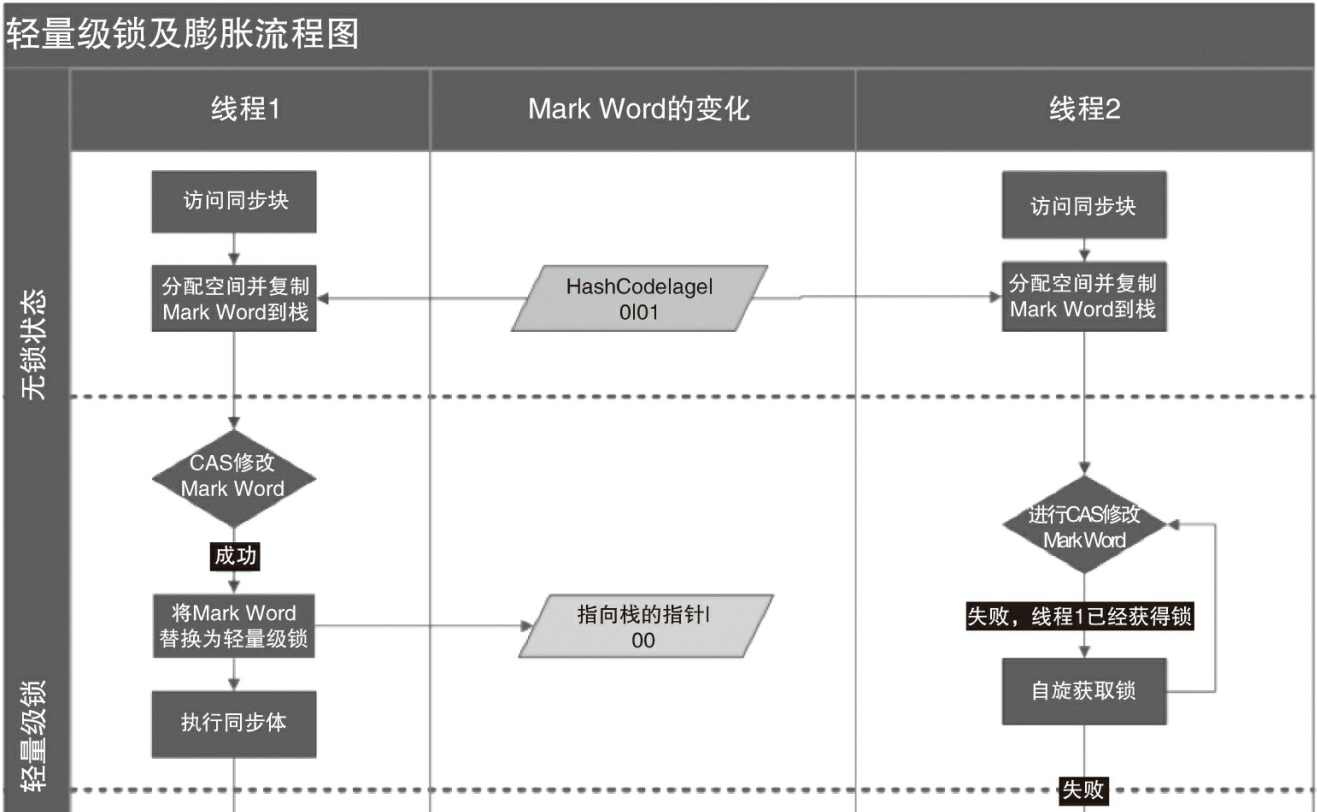 轻量级锁及膨胀流程图
线程1
Mark Word的变化
线程2
无锁状态
访问同步块
访问同步块
分配空间并复制
Mark Word到栈
HashCodelagel
0l01
分配空间并复制
Mark Word到栈
轻量级锁
CAS修改
Mark Word
成功
进行CAS修改
Mark Word
将Mark Word
替换为轻量级锁
指向栈的指针l
00
失败，线程1已经获得锁
执行同步体
自旋获取锁
失败